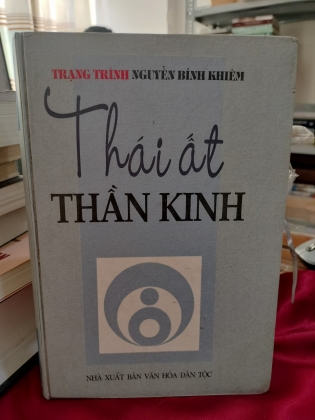 TRẠNG TRÌNH NGUYỄN BỈNH KHIÊM
Thái ất
THẦN KINH
NHÀ XUẤT BẢN VĂN HÓA DÂN TỘC